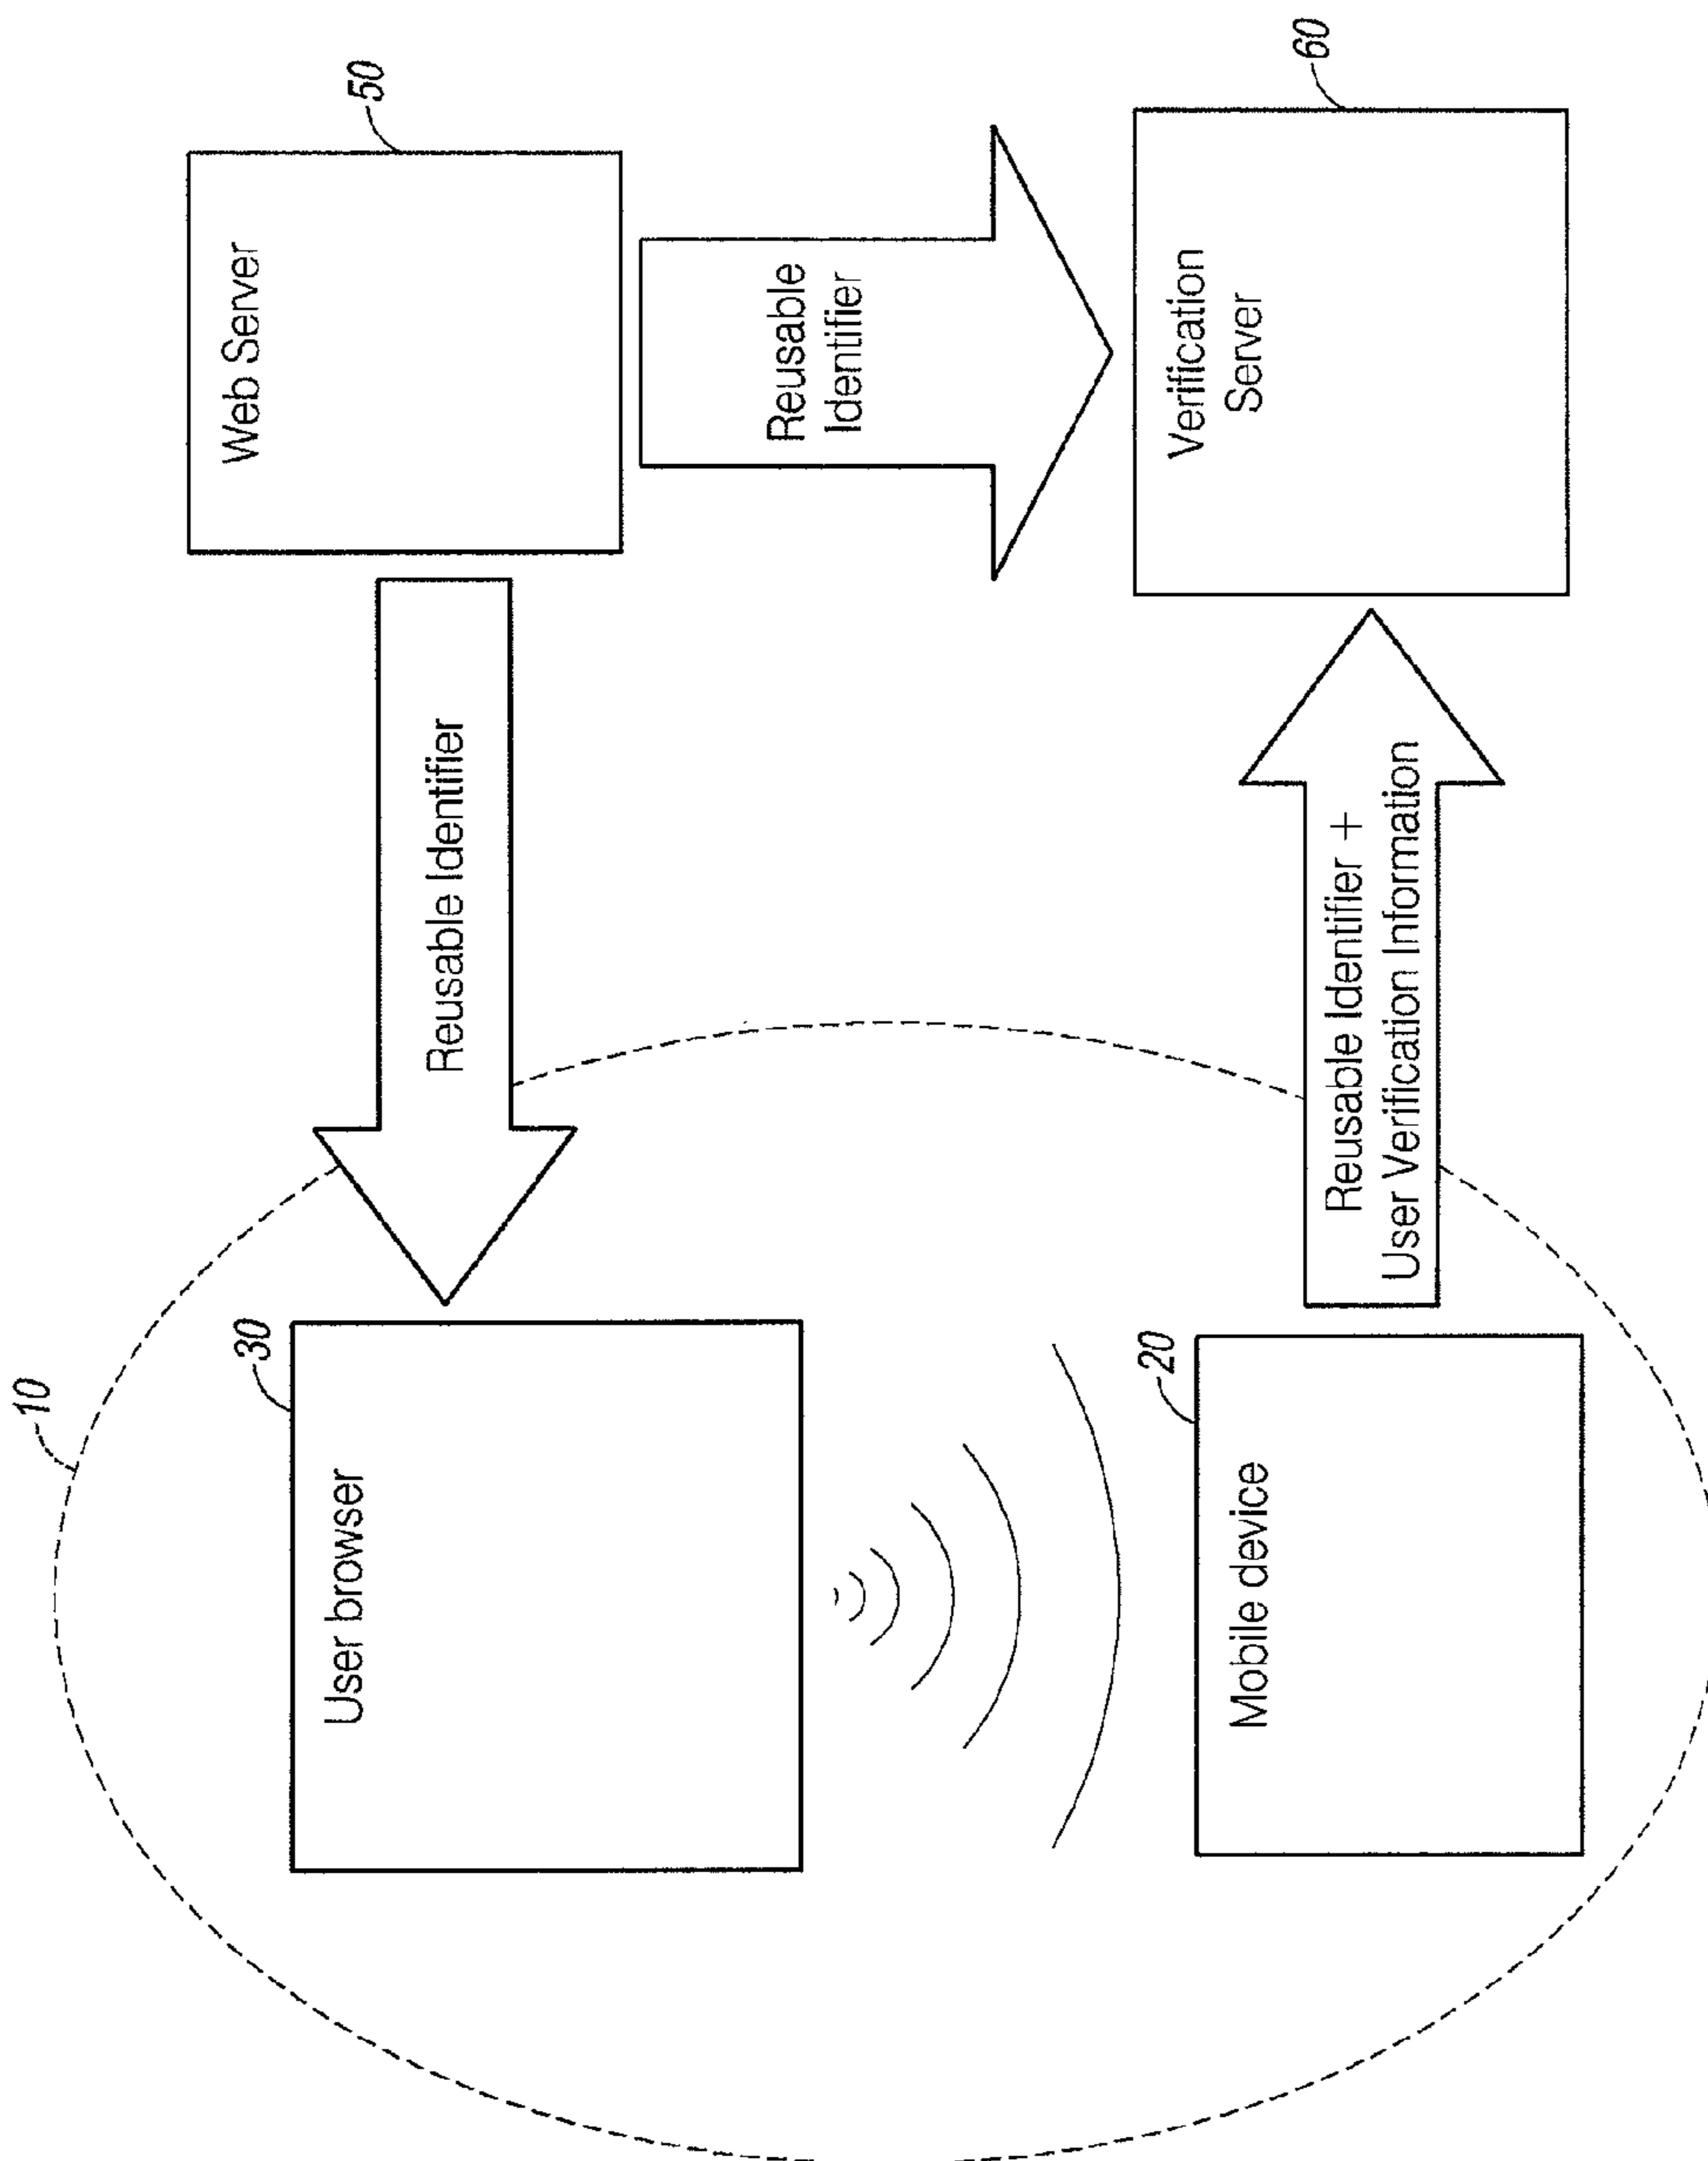 10
User browser
30
Reusable Identifier
Web Server
50
Reusable
Identifier
Mobile device
20
Reusable Identifier +
User Verification Information
Verification
Server
60